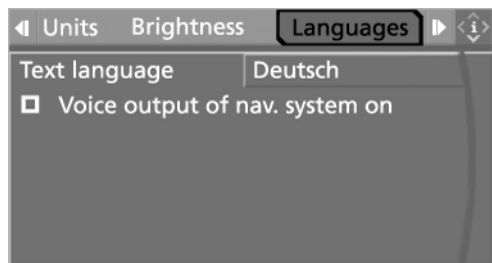 Units Brightness Languages i
Text language Deutsch
Voice output of nav. system on